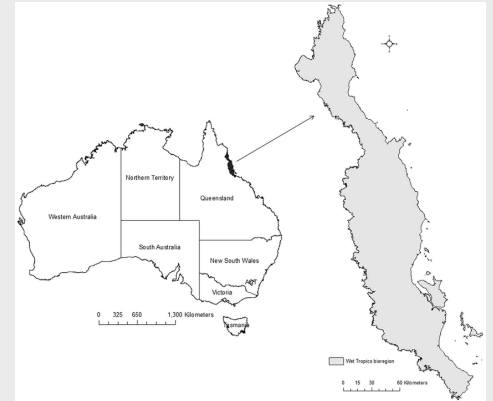 Northern Territory
Queensland
Western Australia
South Australia
New South Wales
ACT
Victoria
0 325 650 1,300 Kilometers
Tasmania
Wet Tropics bioregion
0 15 30 60 Kilometers